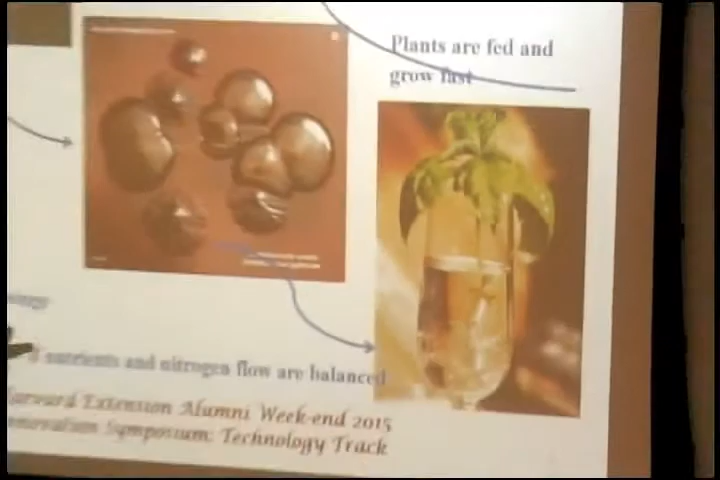 Plants are fed and
grow fast
nutrients and nitrogen flow are balanced
Harvard Extension Alumni Week-end 2015
Innovation Symposium: Technology Track